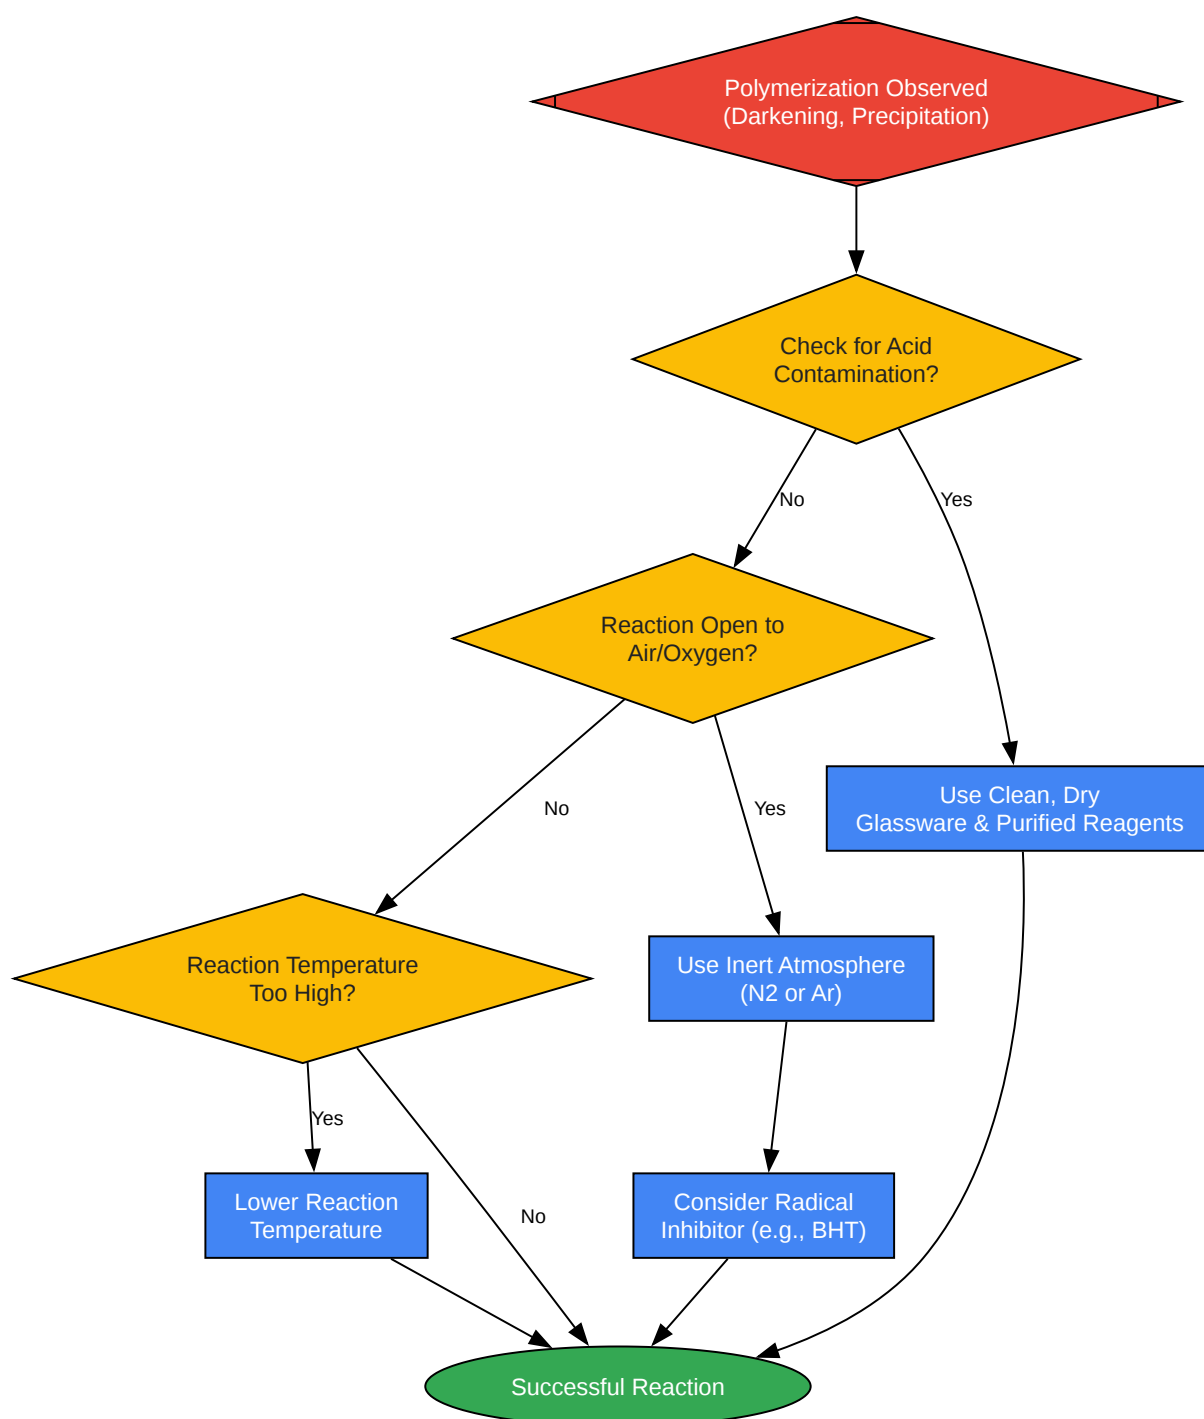 Polymerization Observed
(Darkening, Precipitation)
Check for Acid
Contamination?
No
Yes
Reaction Open to
Air/Oxygen?
No
Yes
Use Clean, Dry
Glassware & Purified Reagents
Reaction Temperature
Too High?
Use Inert Atmosphere
(N2 or Ar)
Yes
No
Lower Reaction
Temperature
Consider Radical
Inhibitor (e.g., BHT)
Successful Reaction